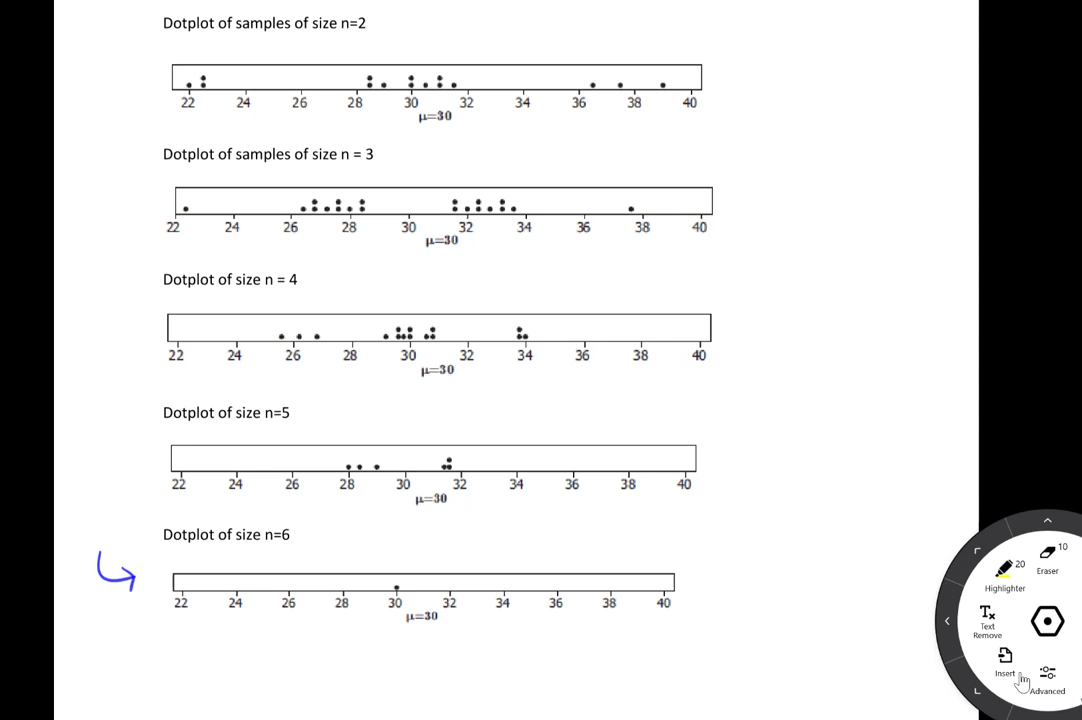 Dotplot of samples of size n=2
22 24 26 28 30 32 34 36 38 40
μ=30
Dotplot of samples of size n = 3
22 24 26 28 30 32 34 36 38 40
μ=30
Dotplot of size n = 4
22 24 26 28 30 32 34 36 38 40
μ=30
Dotplot of size n=5
22 24 26 28 30 32 34 36 38 40
μ=30
Dotplot of size n=6
22 24 26 28 30 32 34 36 38 40
μ=30
10
Eraser
20
Highlighter
Tx
Text
Remove
Insert
Advanced